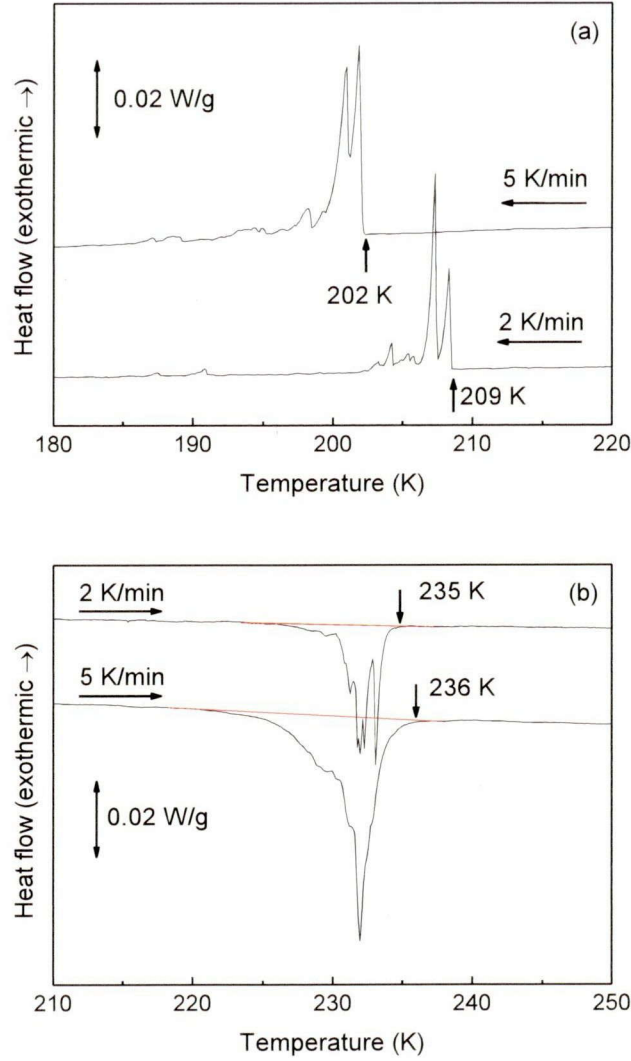 (a)
0.02 W/g
5 K/min
202 K
2 K/min
209 K
Heat flow (exothermic →)
180 190 200 210 220
Temperature (K)
(b)
2 K/min
235 K
5 K/min
236 K
0.02 W/g
Heat flow (exothermic →)
210 220 230 240 250
Temperature (K)